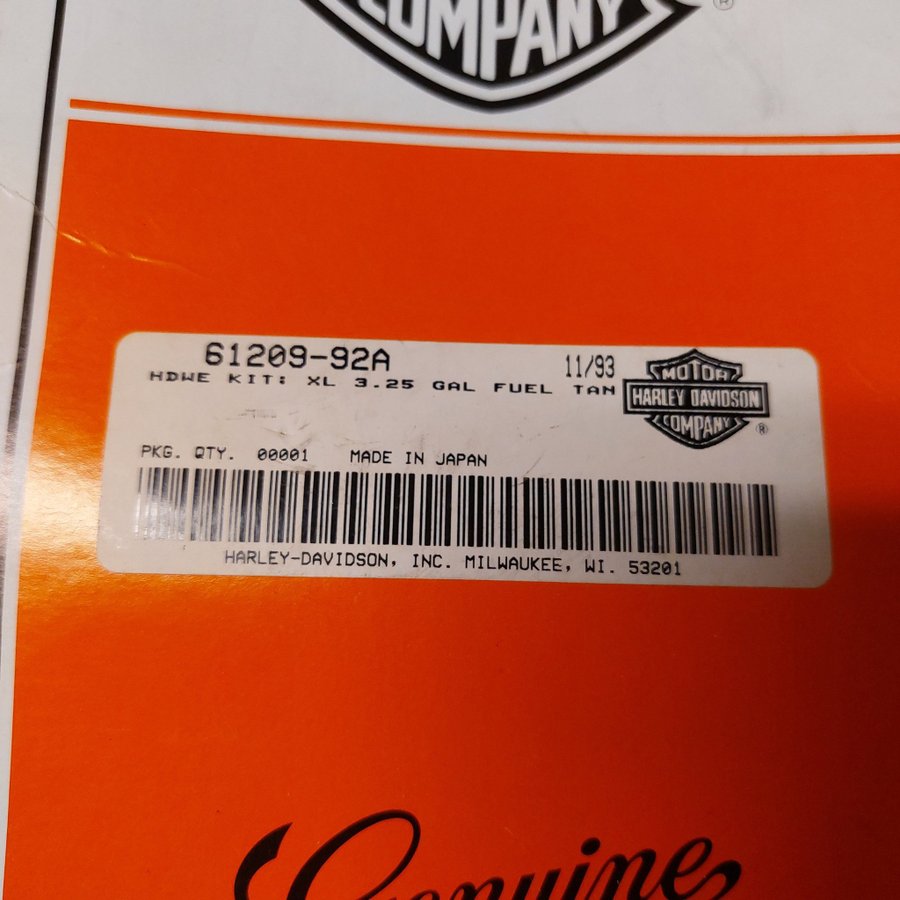 COMPANY
®
61209-92A 11/93
HDWE KIT: XL 3.25 GAL FUEL TAN
MOTOR
HARLEY DAVIDSON
COMPANY
®
PKG. QTY. 00001 MADE IN JAPAN
HARLEY-DAVIDSON, INC. MILWAUKEE, WI. 53201
Genuine